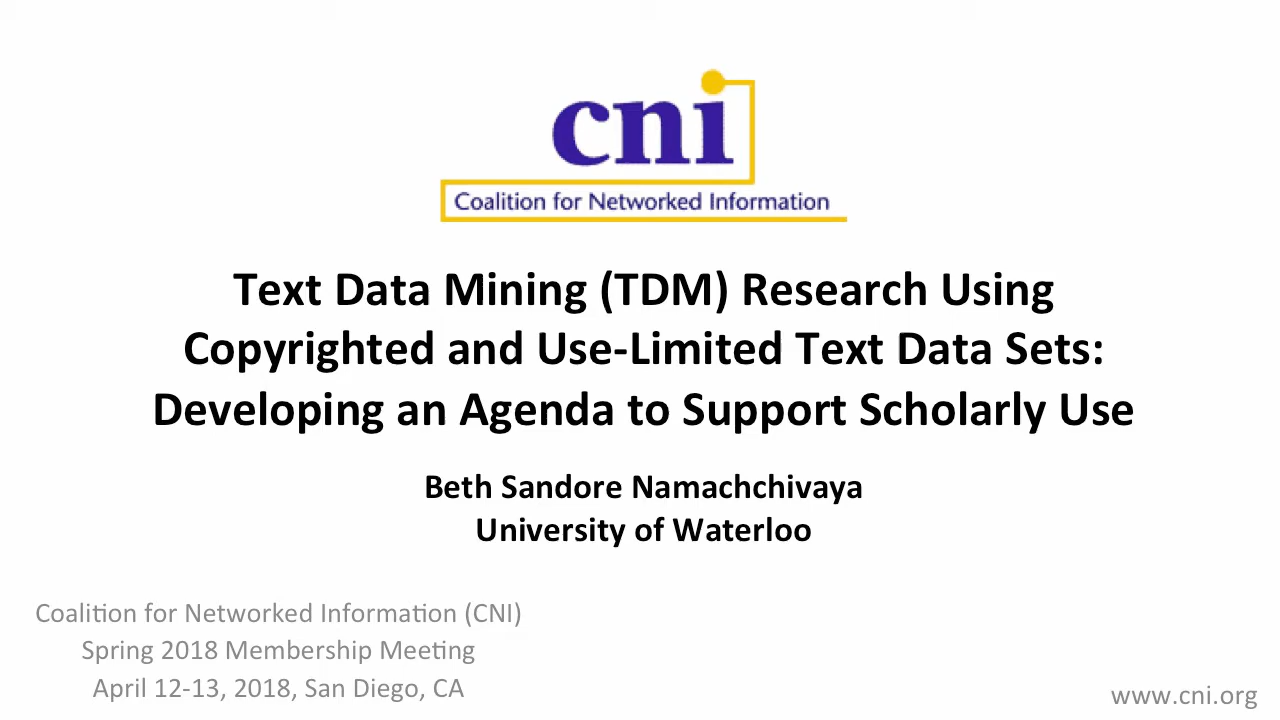 cni
Coalition for Networked Information
Text Data Mining (TDM) Research Using
Copyrighted and Use-Limited Text Data Sets:
Developing an Agenda to Support Scholarly Use
Beth Sandore Namachchivaya
University of Waterloo
Coalition for Networked Information (CNI)
Spring 2018 Membership Meeting
April 12-13, 2018, San Diego, CA
www.cni.org